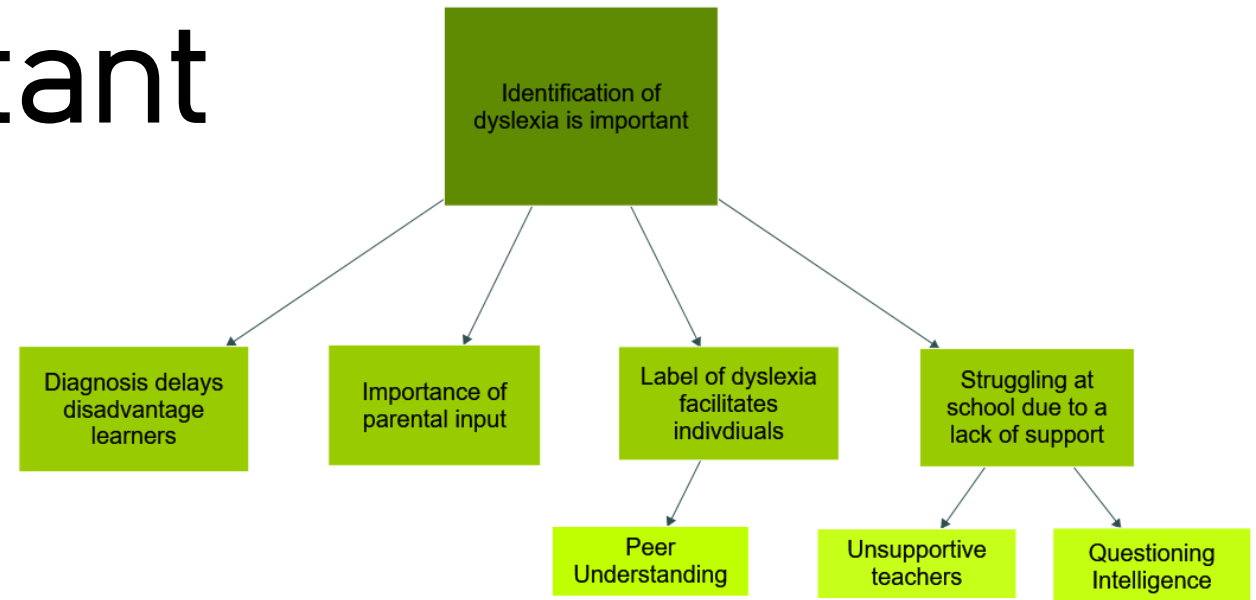 tant
Identification of
dyslexia is important
Diagnosis delays
disadvantage
learners
Importance of
parental input
Label of dyslexia
facilitates
indivdiuals
Struggling at
school due to a
lack of support
Peer
Understanding
Unsupportive
teachers
Questioning
Intelligence